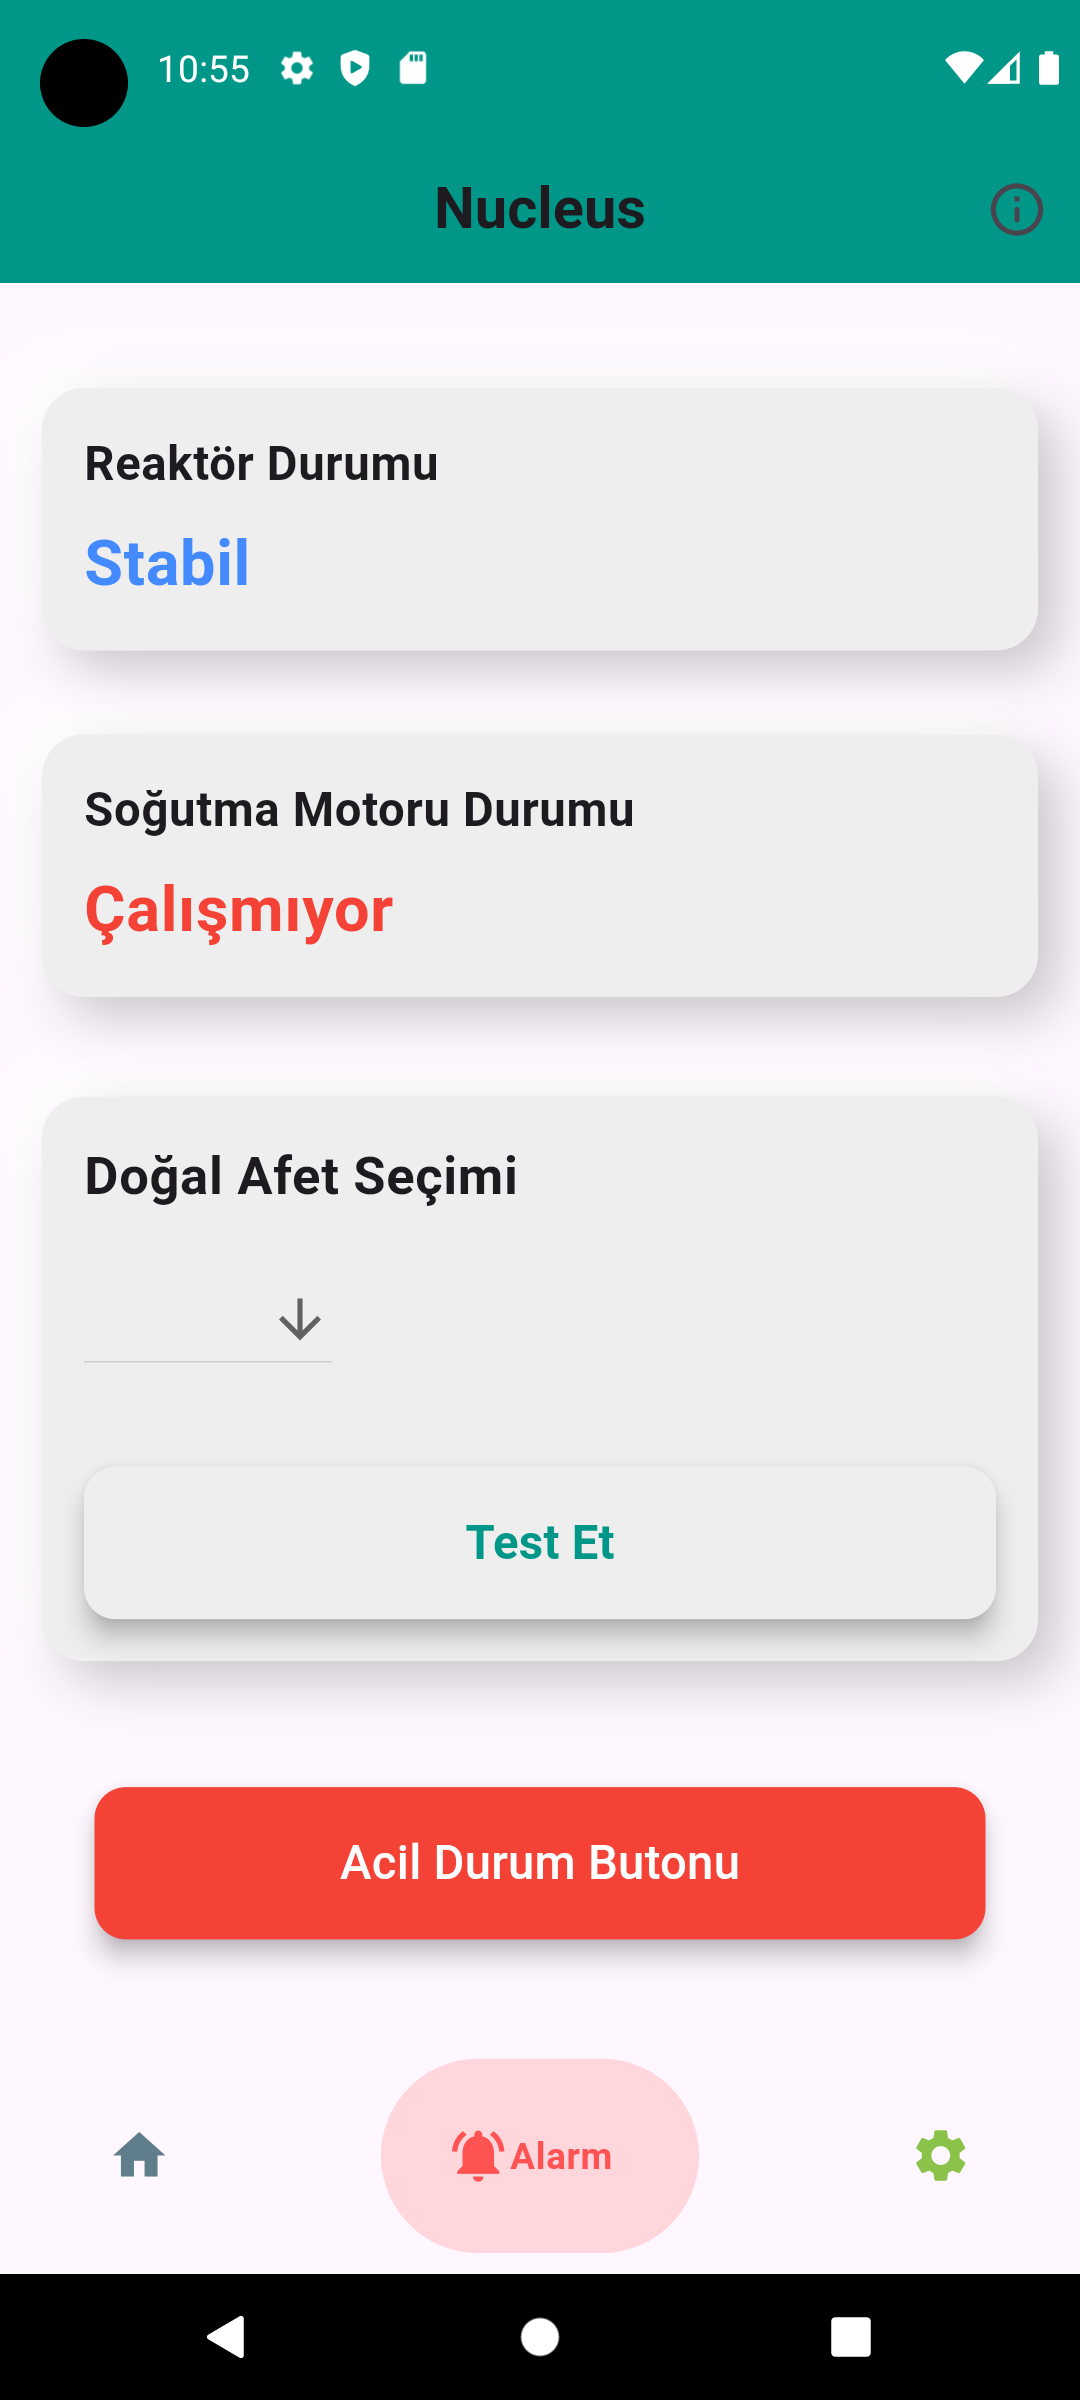 10:55
Nucleus
Reaktör Durumu
Stabil
Soğutma Motoru Durumu
Çalışmıyor
Doğal Afet Seçimi
Test Et
Acil Durum Butonu
Alarm